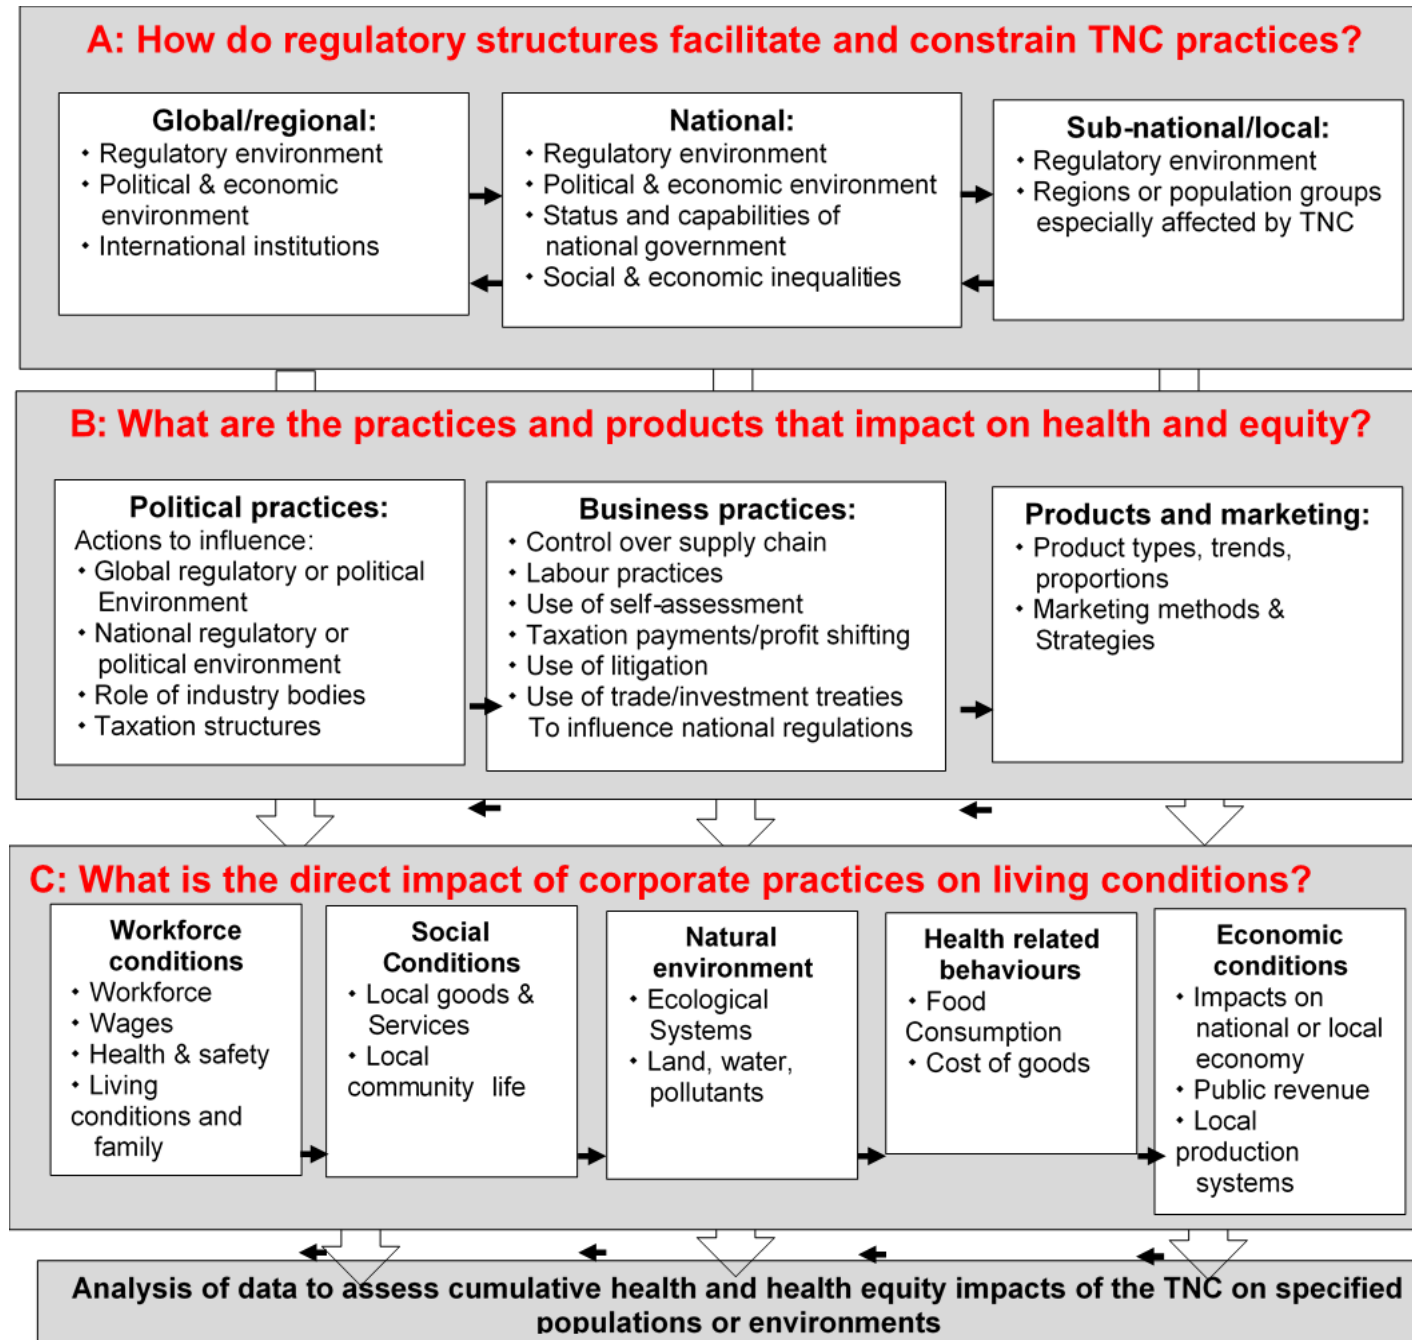 A: How do regulatory structures facilitate and constrain TNC practices?
Global/regional:
• Regulatory environment
• Political & economic
environment
• International institutions
National:
• Regulatory environment
• Political & economic environment
• Status and capabilities of
national government
• Social & economic inequalities
Sub-national/local:
• Regulatory environment
• Regions or population groups
especially affected by TNC
B: What are the practices and products that impact on health and equity?
Political practices:
Actions to influence:
• Global regulatory or political
Environment
• National regulatory or
political environment
• Role of industry bodies
• Taxation structures
Business practices:
• Control over supply chain
• Labour practices
• Use of self-assessment
• Taxation payments/profit shifting
• Use of litigation
• Use of trade/investment treaties
To influence national regulations
Products and marketing:
• Product types, trends,
proportions
• Marketing methods &
Strategies
C: What is the direct impact of corporate practices on living conditions?
Workforce
conditions
• Workforce
• Wages
• Health & safety
• Living
conditions and
family
Social
Conditions
• Local goods &
Services
• Local
community life
Natural
environment
• Ecological
Systems
• Land, water,
pollutants
Health related
behaviours
• Food
Consumption
• Cost of goods
Economic
conditions
• Impacts on
national or local
economy
• Public revenue
• Local
production
systems
Analysis of data to assess cumulative health and health equity impacts of the TNC on specified
populations or environments